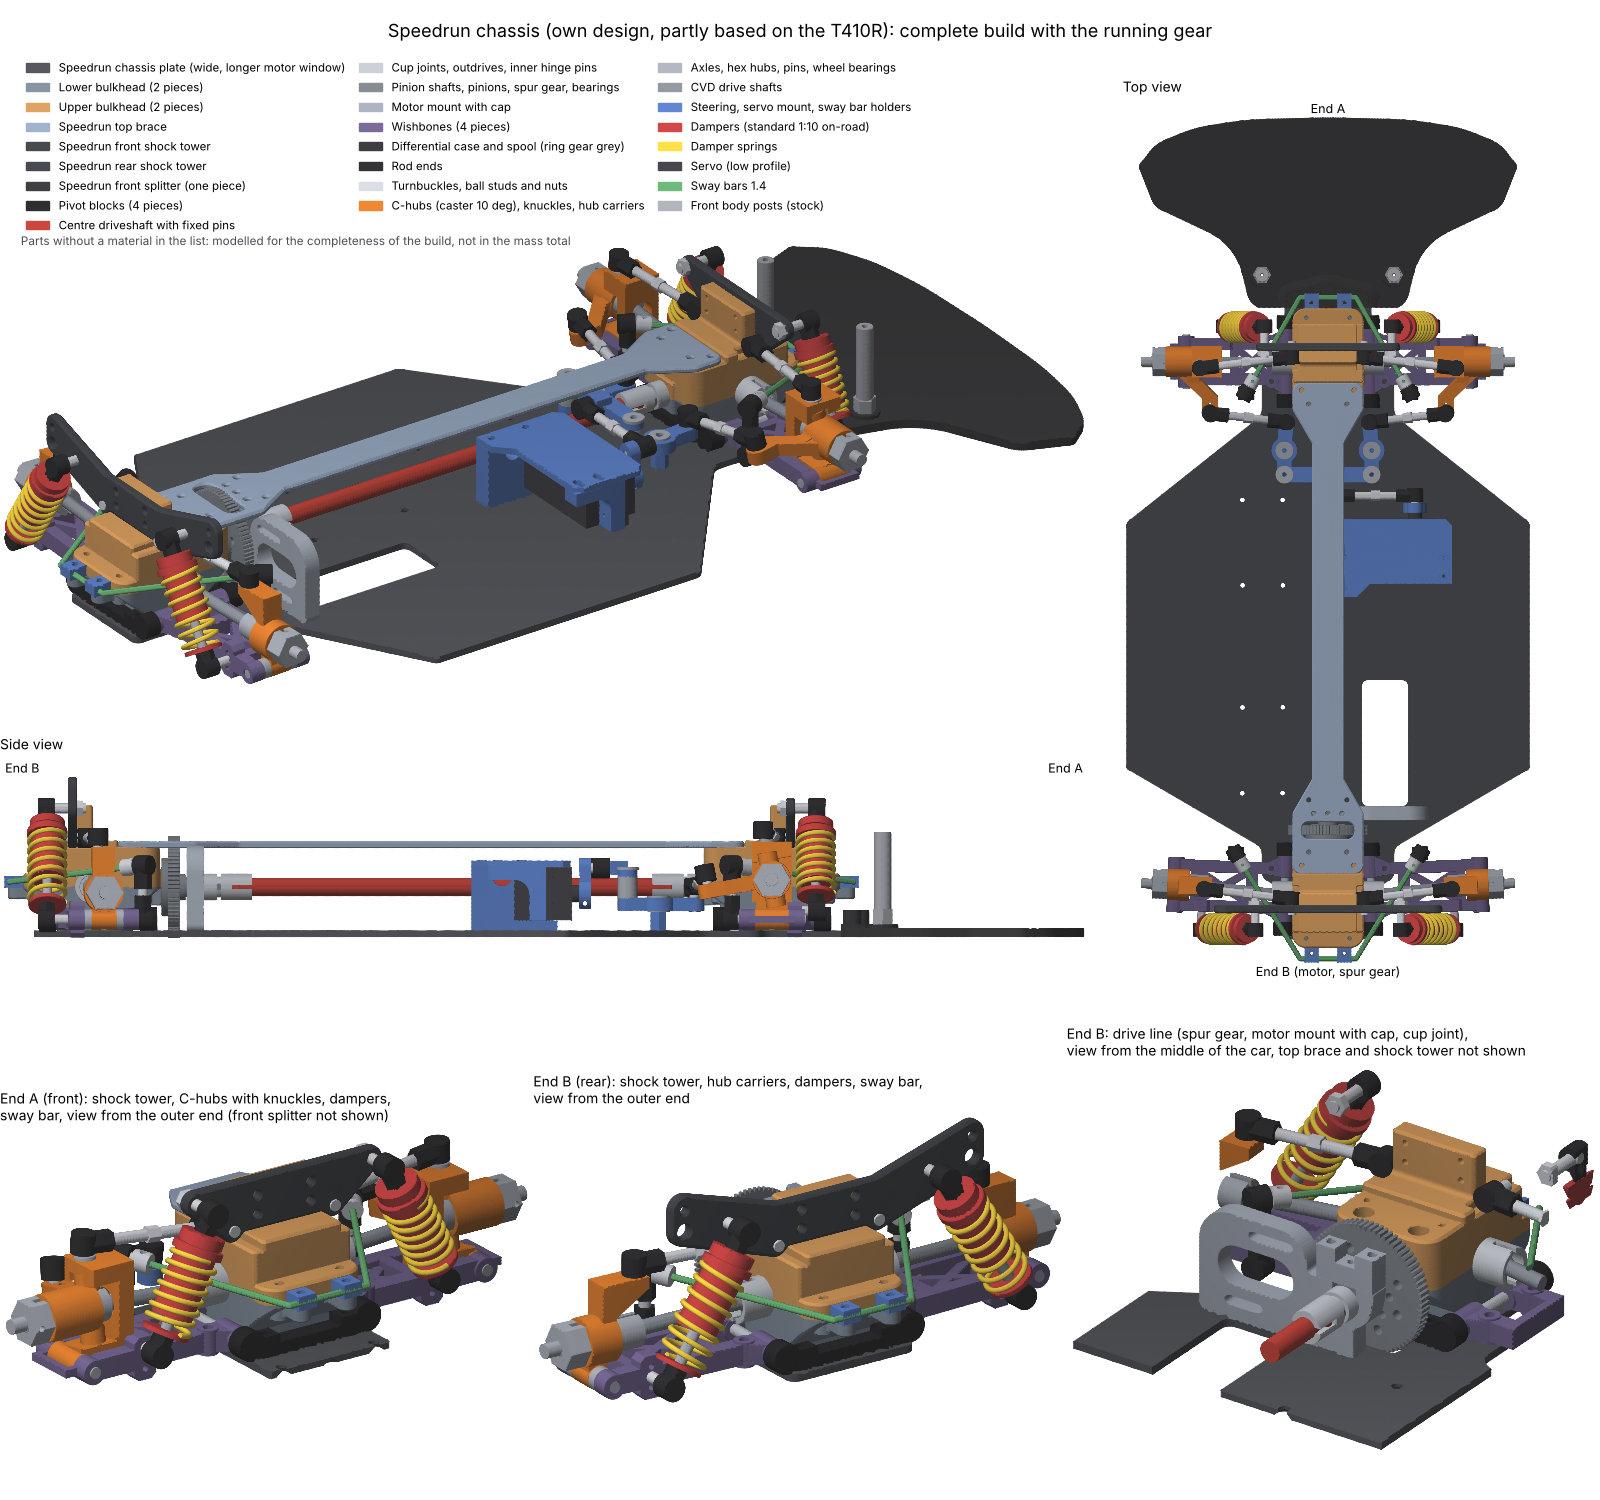 Speedrun chassis (own design, partly based on the T410R): complete build with the running gear
Speedrun chassis plate (wide, longer motor window)
Lower bulkhead (2 pieces)
Upper bulkhead (2 pieces)
Speedrun top brace
Speedrun front shock tower
Speedrun rear shock tower
Speedrun front splitter (one piece)
Pivot blocks (4 pieces)
Centre driveshaft with fixed pins
Cup joints, outdrives, inner hinge pins
Pinion shafts, pinions, spur gear, bearings
Motor mount with cap
Wishbones (4 pieces)
Differential case and spool (ring gear grey)
Rod ends
Turnbuckles, ball studs and nuts
C-hubs (caster 10 deg), knuckles, hub carriers
Axles, hex hubs, pins, wheel bearings
CVD drive shafts
Steering, servo mount, sway bar holders
Dampers (standard 1:10 on-road)
Damper springs
Servo (low profile)
Sway bars 1.4
Front body posts (stock)
Parts without a material in the list: modelled for the completeness of the build, not in the mass total
Top view
End A
End B (motor, spur gear)
Side view
End B
End A
End A (front): shock tower, C-hubs with knuckles, dampers,
sway bar, view from the outer end (front splitter not shown)
End B (rear): shock tower, hub carriers, dampers, sway bar,
view from the outer end
End B: drive line (spur gear, motor mount with cap, cup joint),
view from the middle of the car, top brace and shock tower not shown